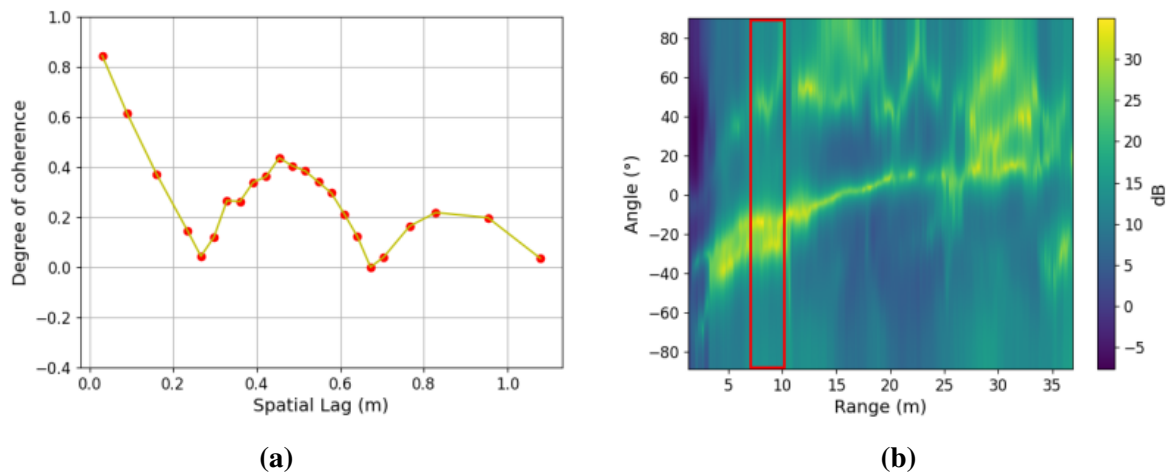 1.0
0.8
0.6
0.4
0.2
0.0
−0.2
−0.4
Degree of coherence
0.0 0.2 0.4 0.6 0.8 1.0
Spatial Lag (m)
(a)
80
60
40
20
0
−20
−40
−60
−80
Angle (°)
5 10 15 20 25 30 35
Range (m)
30
25
20
15
10
5
0
−5
dB
(b)